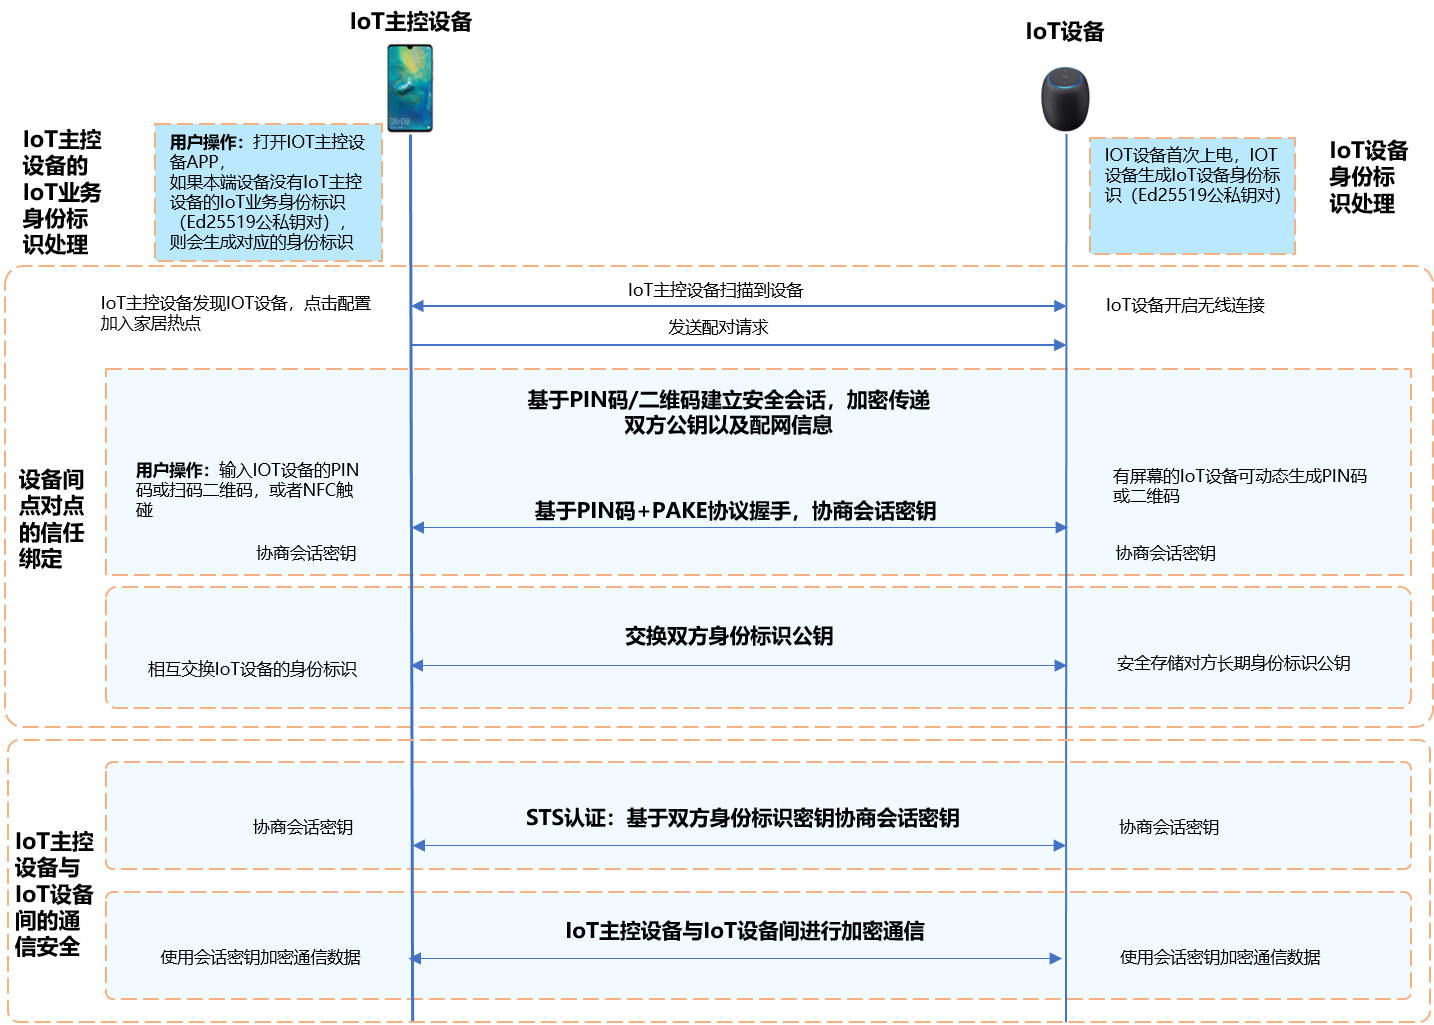 IoT主控设备
IoT设备
08:08
IoT主控
设备的
IoT业务
身份标
识处理
用户操作：打开IOT主控设
备APP，
如果本端设备没有IoT主控
设备的IoT业务身份标识
（Ed25519公私钥对），
则会生成对应的身份标识
IOT设备首次上电，IOT
设备生成IoT设备身份标
识（Ed25519公私钥对）
IoT设备
身份标
识处理
IoT主控设备发现IOT设备，点击配置
加入家居热点
IoT主控设备扫描到设备
IoT设备开启无线连接
发送配对请求
设备间
点对点
的信任
绑定
基于PIN码/二维码建立安全会话，加密传递
双方公钥以及配网信息
用户操作：输入IOT设备的PIN
码或扫码二维码，或者NFC触
碰
有屏幕的IoT设备可动态生成PIN码
或二维码
基于PIN码+PAKE协议握手，协商会话密钥
协商会话密钥
协商会话密钥
交换双方身份标识公钥
相互交换IoT设备的身份标识
安全存储对方长期身份标识公钥
IoT主控
设备与
IoT设备
间的通
信安全
STS认证：基于双方身份标识密钥协商会话密钥
协商会话密钥
协商会话密钥
IoT主控设备与IoT设备间进行加密通信
使用会话密钥加密通信数据
使用会话密钥加密通信数据